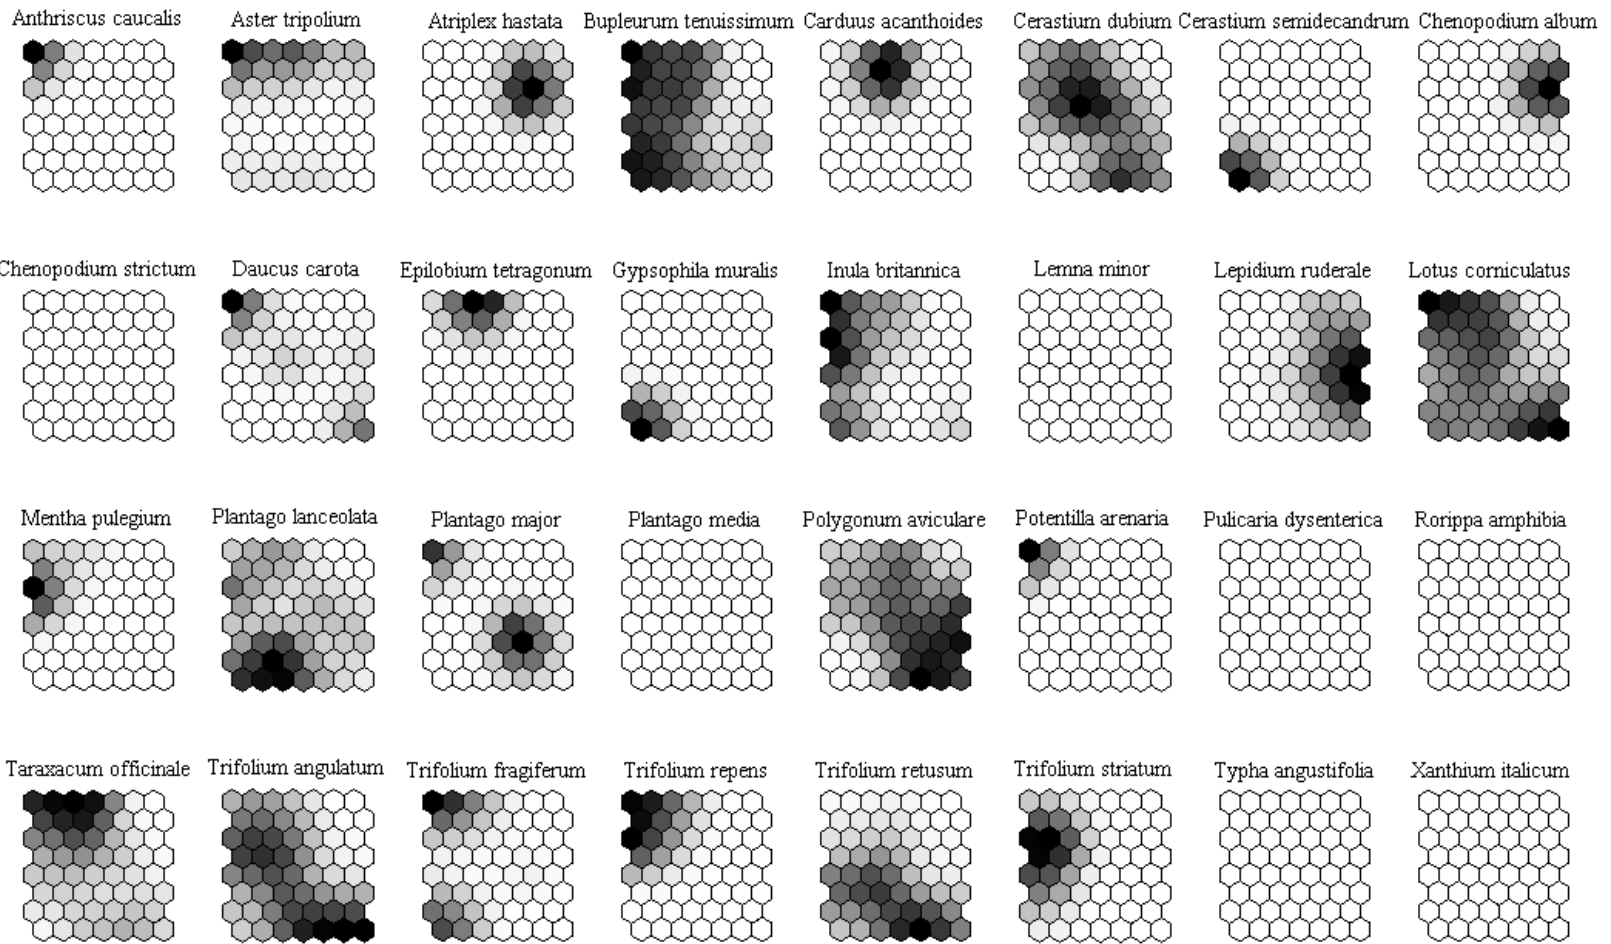 Anthriscus caucalis Aster tripolium Atriplex hastata Bupleurum tenuissimum Carduus acanthoides Cerastium dubium Cerastium semidecandrum Chenopodium album
Chenopodium strictum Daucus carota Epilobium tetragonum Gypsophila muralis Inula britannica Lemna minor Lepidium ruderale Lotus corniculatus
Mentha pulegium Plantago lanceolata Plantago major Plantago media Polygonum aviculare Potentilla arenaria Pulicaria dysenterica Rorippa amphibia
Taraxacum officinale Trifolium angulatum Trifolium fragiferum Trifolium repens Trifolium retusum Trifolium striatum Typha angustifolia Xanthium italicum